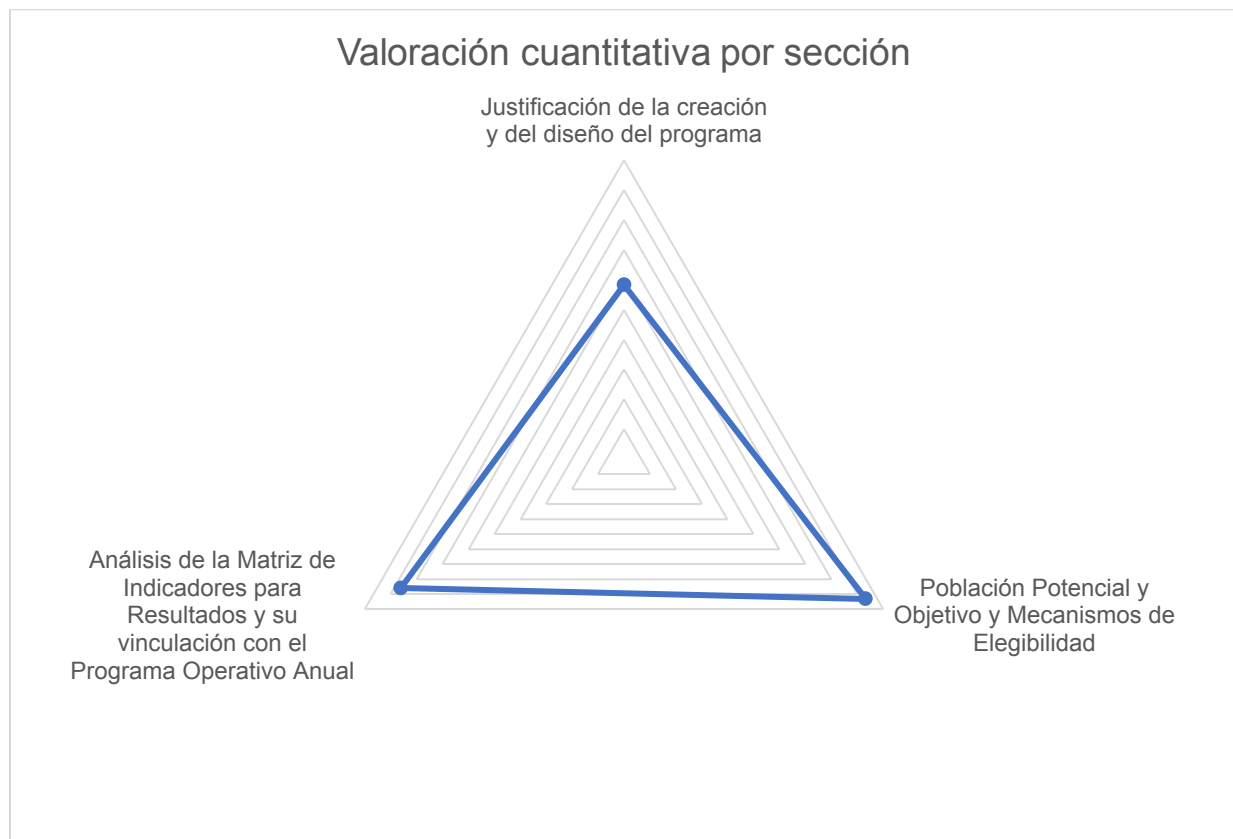 Valoración cuantitativa por sección
Justificación de la creación
y del diseño del programa
Análisis de la Matriz de
Indicadores para
Resultados y su
vinculación con el
Programa Operativo Anual
Población Potencial y
Objetivo y Mecanismos de
Elegibilidad